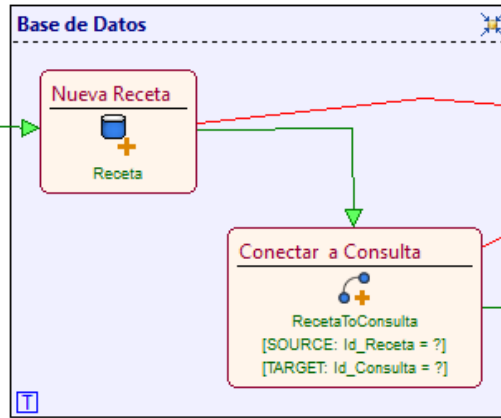 Base de Datos
Nueva Receta
Receta
Conectar a Consulta
RecetaToConsulta
[SOURCE: Id_Receta = ?]
[TARGET: Id_Consulta = ?]
T